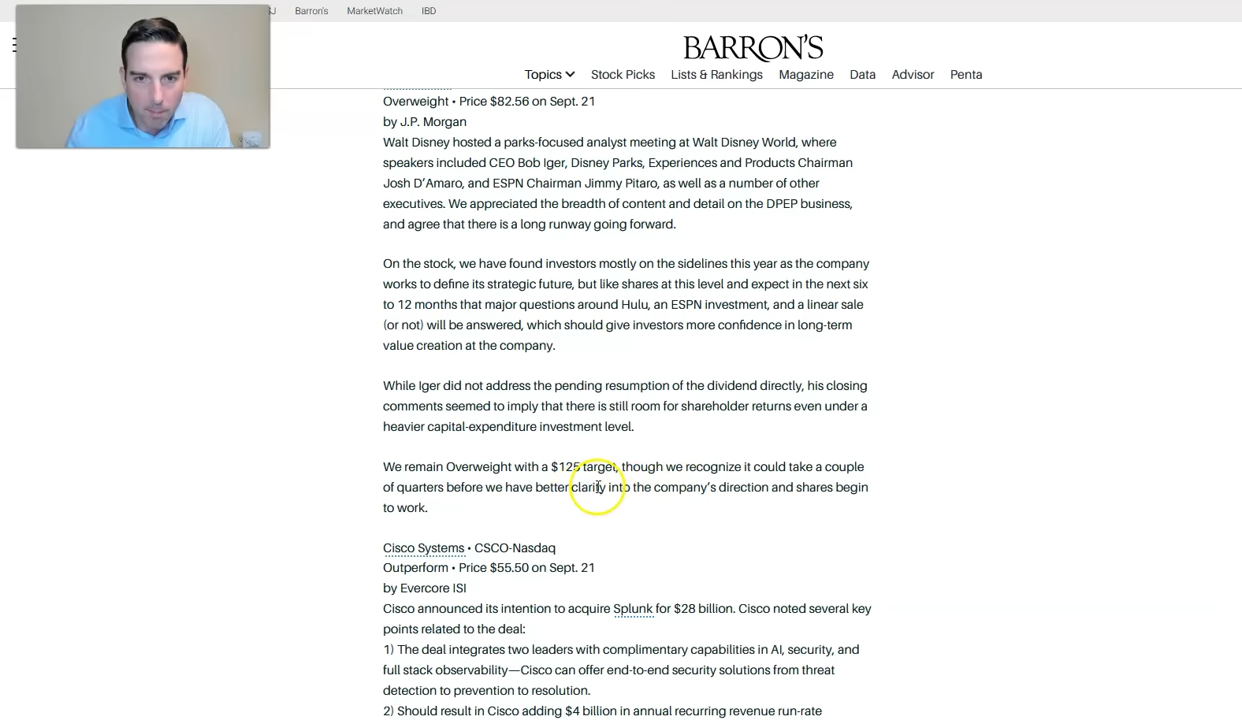 SJ Barron's MarketWatch IBD
BARRON'S
Topics Stock Picks Lists & Rankings Magazine Data Advisor Penta
Overweight • Price $82.56 on Sept. 21
by J.P. Morgan
Walt Disney hosted a parks-focused analyst meeting at Walt Disney World, where
speakers included CEO Bob Iger, Disney Parks, Experiences and Products Chairman
Josh D’Amaro, and ESPN Chairman Jimmy Pitaro, as well as a number of other
executives. We appreciated the breadth of content and detail on the DPEP business,
and agree that there is a long runway going forward.
On the stock, we have found investors mostly on the sidelines this year as the company
works to define its strategic future, but like shares at this level and expect in the next six
to 12 months that major questions around Hulu, an ESPN investment, and a linear sale
(or not) will be answered, which should give investors more confidence in long-term
value creation at the company.
While Iger did not address the pending resumption of the dividend directly, his closing
comments seemed to imply that there is still room for shareholder returns even under a
heavier capital-expenditure investment level.
We remain Overweight with a $125 target, though we recognize it could take a couple
of quarters before we have better clarity into the company’s direction and shares begin
to work.
Cisco Systems • CSCO-Nasdaq
Outperform • Price $55.50 on Sept. 21
by Evercore ISI
Cisco announced its intention to acquire Splunk for $28 billion. Cisco noted several key
points related to the deal:
1) The deal integrates two leaders with complimentary capabilities in AI, security, and
full stack observability—Cisco can offer end-to-end security solutions from threat
detection to prevention to resolution.
2) Should result in Cisco adding $4 billion in annual recurring revenue run-rate